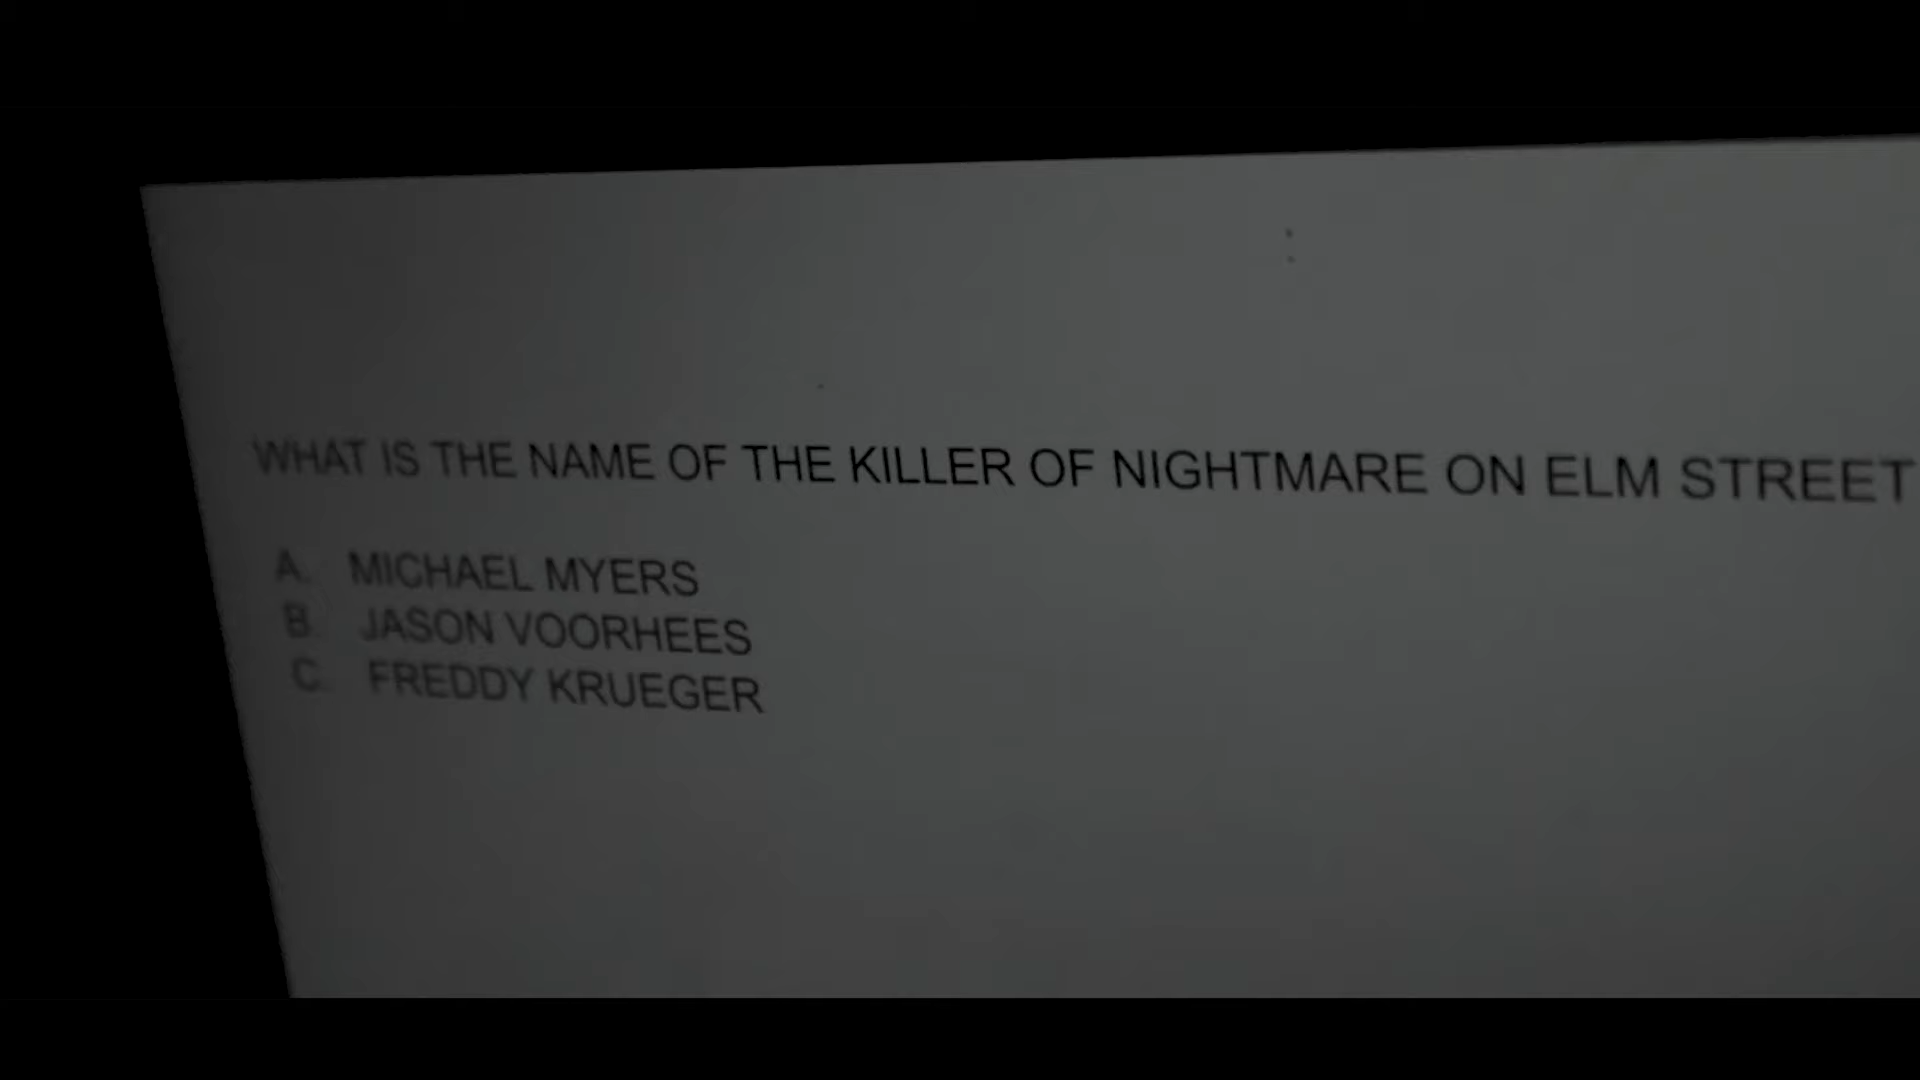 WHAT IS THE NAME OF THE KILLER OF NIGHTMARE ON ELM STREET
A. MICHAEL MYERS
B. JASON VOORHEES
C. FREDDY KRUEGER